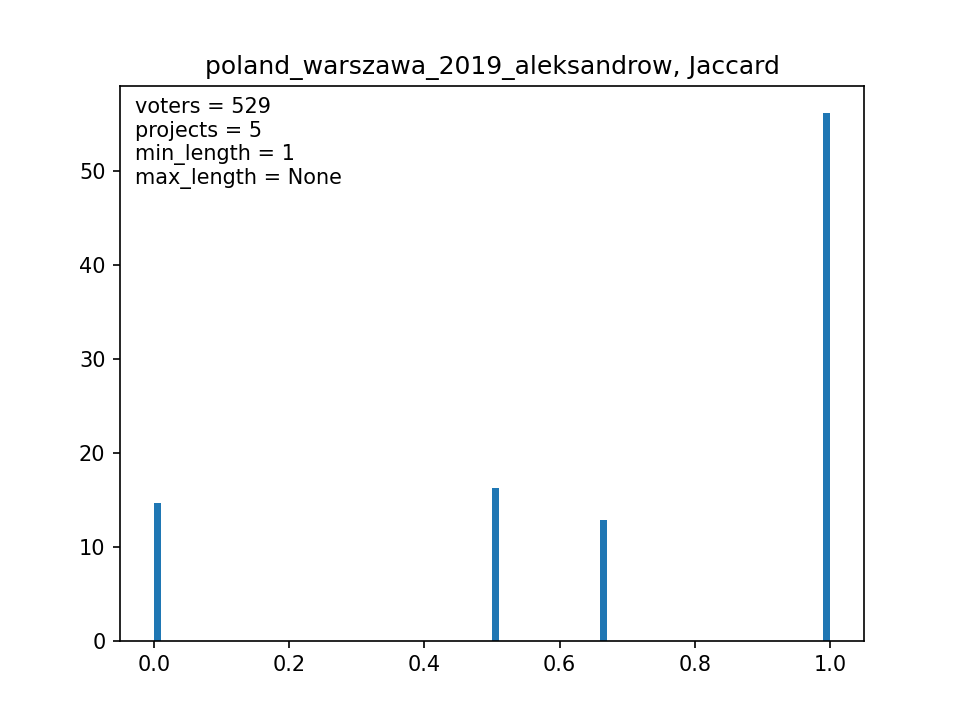 poland_warszawa_2019_aleksandrow, Jaccard
voters = 529
projects = 5
min_length = 1
max_length = None
50
40
30
20
10
0
0.0 0.2 0.4 0.6 0.8 1.0